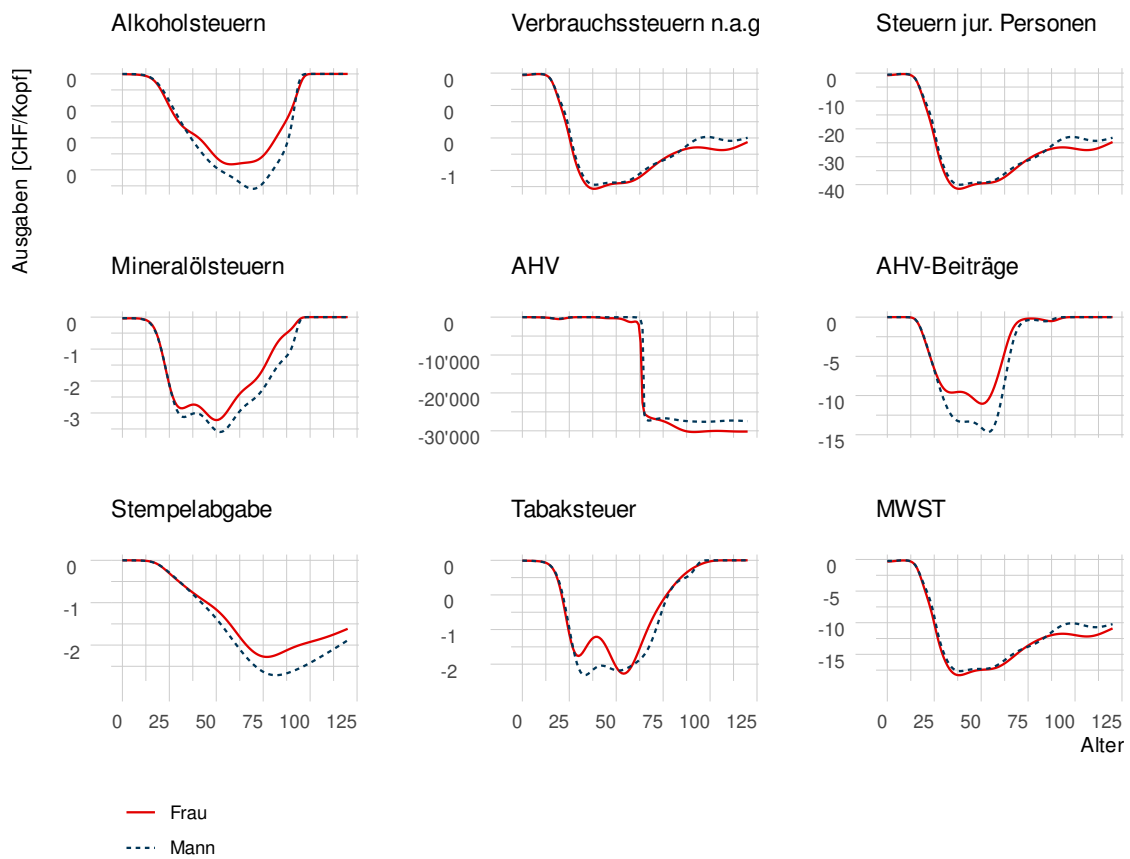 Alkoholsteuern
Verbrauchssteuern n.a.g
Steuern jur. Personen
Ausgaben [CHF/Kopf]
0
0
0
0
0
0
0
-1
0
-10
-20
-30
-40
Mineralölsteuern
AHV
AHV-Beiträge
0
-1
-2
-3
0
-10'000
-20'000
-30'000
0
-5
-10
-15
Stempelabgabe
Tabaksteuer
MWST
0
-1
-2
0
0
-1
-2
0
-5
-10
-15
0 25 50 75 100 125
0 25 50 75 100 125
0 25 50 75 100 125
Alter
Frau
Mann